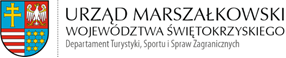 URZĄD MARSZAŁKOWSKI
WOJEWÓDZTWA ŚWIĘTOKRZYSKIEGO
Departament Turystyki, Sportu i Spraw Zagranicznych